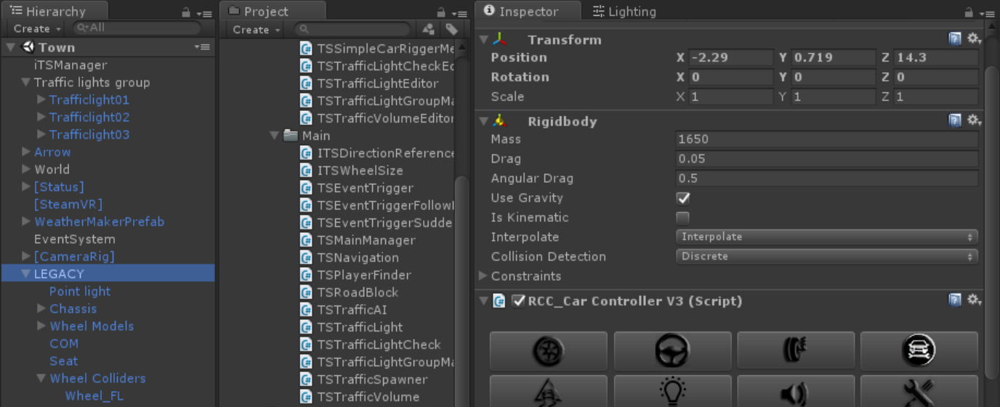 Hierarchy
Create
All
Town
iTSManager
Traffic lights group
Trafficlight01
Trafficlight02
Trafficlight03
Arrow
World
[Status]
[SteamVR]
WeatherMakerPrefab
EventSystem
[CameraRig]
LEGACY
Point light
Chassis
Wheel Models
COM
Seat
Wheel Colliders
Wheel_FL
Project
Create
TSSimpleCarRiggerMe
TSTrafficLightCheckEd
TSTrafficLightEditor
TSTrafficLightGroupMa
TSTrafficVolumeEditor
Main
ITSDirectionReference
ITSWheelSize
TSEventTrigger
TSEventTriggerFollow
TSEventTriggerSudde
TSMainManager
TSNavigation
TSPlayerFinder
TSRoadBlock
TSTrafficAI
TSTrafficLight
TSTrafficLightCheck
TSTrafficLightGroupMa
TSTrafficSpawner
TSTrafficVolume
Inspector Lighting
Transform
Position X -2.29 Y 0.719 Z 14.3
Rotation X 0 Y 0 Z 0
Scale X 1 Y 1 Z 1
Rigidbody
Mass 1650
Drag 0.05
Angular Drag 0.5
Use Gravity
Is Kinematic
Interpolate Interpolate
Collision Detection Discrete
Constraints
RCC_Car Controller V3 (Script)